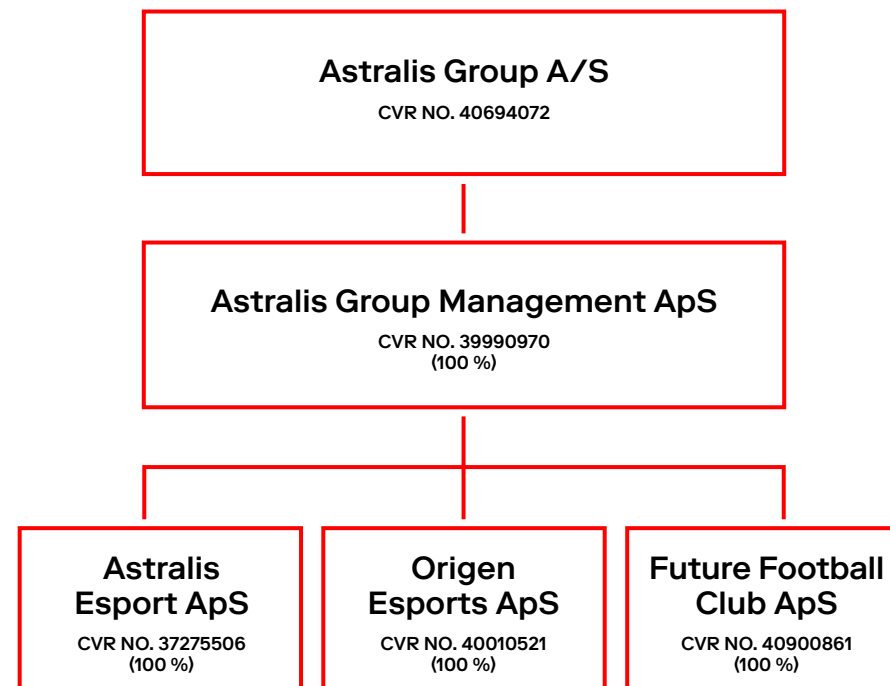 Astralis Group A/S
CVR NO. 40694072
Astralis Group Management ApS
CVR NO. 39990970
(100 %)
Astralis
Esport ApS
CVR NO. 37275506
(100 %)
Origen
Esports ApS
CVR NO. 40010521
(100 %)
Future Football
Club ApS
CVR NO. 40900861
(100 %)